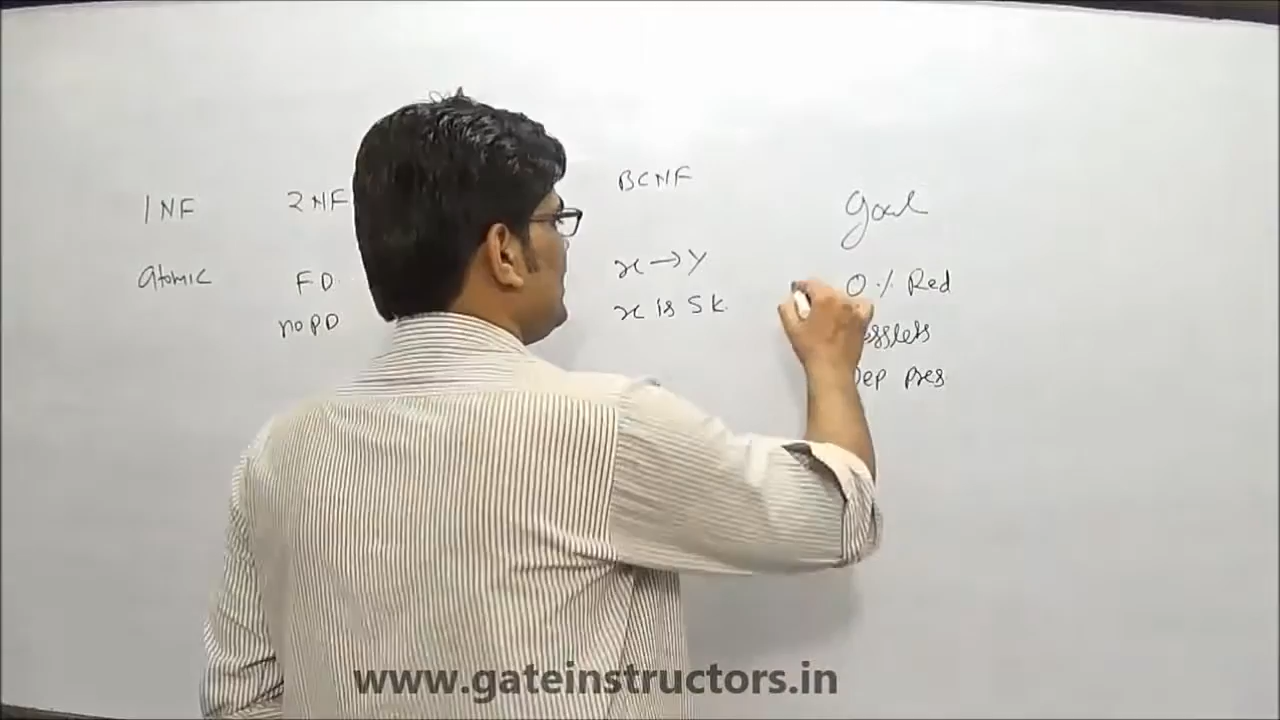 1NF
2NF
BCNF
Goal
atomic
FD.
no PD
x → y
x is SK.
0% Red
Dep pres
www.gateinstructors.in